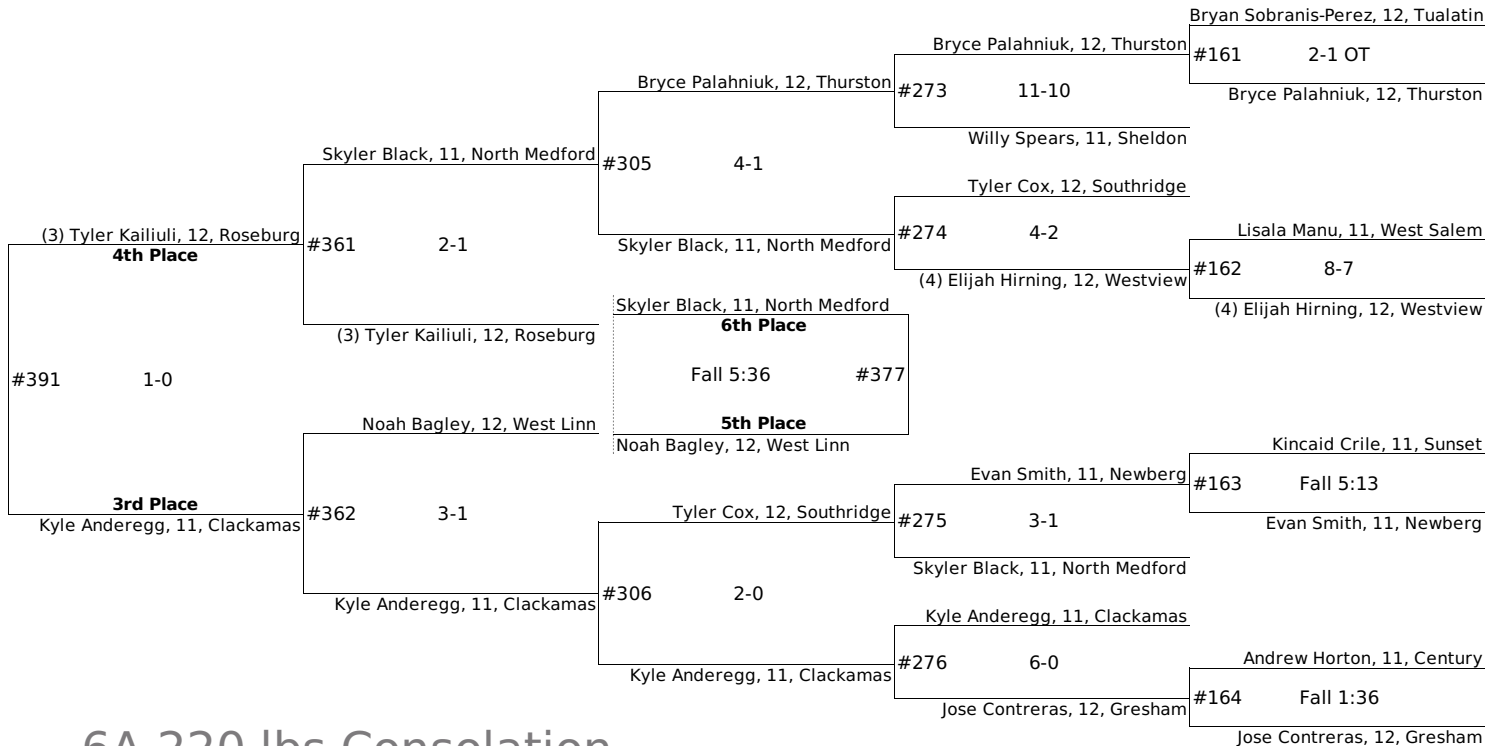 Bryan Sobranis-Perez, 12, Tualatin
Bryce Palahniuk, 12, Thurston
#161 2-1 OT
Bryce Palahniuk, 12, Thurston
#273 11-10
Bryce Palahniuk, 12, Thurston
Willy Spears, 11, Sheldon
Skyler Black, 11, North Medford
#305 4-1
Tyler Cox, 12, Southridge
(3) Tyler Kailiuli, 12, Roseburg
4th Place
#361 2-1
Skyler Black, 11, North Medford
#274 4-2
Lisala Manu, 11, West Salem
(4) Elijah Hirning, 12, Westview
#162 8-7
(4) Elijah Hirning, 12, Westview
Skyler Black, 11, North Medford
6th Place
(3) Tyler Kailiuli, 12, Roseburg
#391 1-0
Fall 5:36 #377
Noah Bagley, 12, West Linn
5th Place
Noah Bagley, 12, West Linn
Kincaid Crile, 11, Sunset
Evan Smith, 11, Newberg
#163 Fall 5:13
3rd Place
Kyle Anderegg, 11, Clackamas
#362 3-1
Tyler Cox, 12, Southridge
#275 3-1
Evan Smith, 11, Newberg
Skyler Black, 11, North Medford
Kyle Anderegg, 11, Clackamas
#306 2-0
Kyle Anderegg, 11, Clackamas
#276 6-0
Andrew Horton, 11, Century
Kyle Anderegg, 11, Clackamas
Jose Contreras, 12, Gresham
#164 Fall 1:36
Jose Contreras, 12, Gresham
6A 220 lbs Consolation